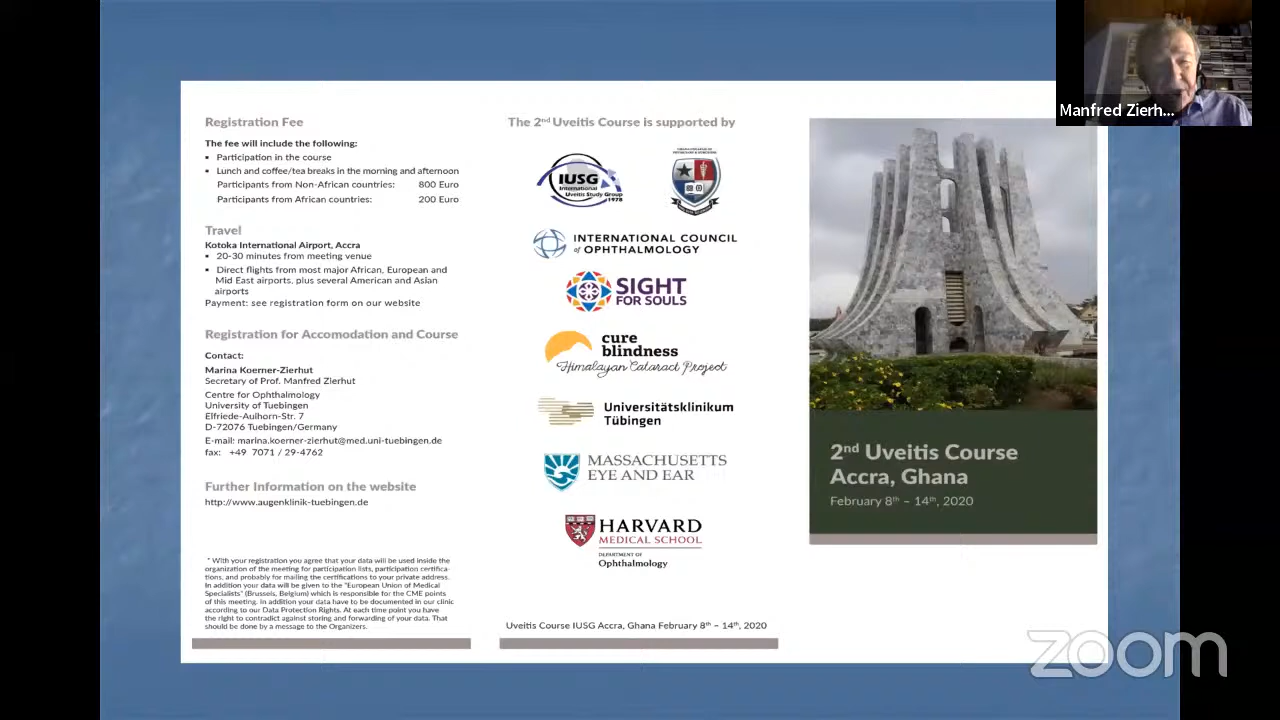 Registration Fee
The fee will include the following:
▪ Participation in the course
▪ Lunch and coffee/tea breaks in the morning and afternoon
Participants from Non-African countries: 800 Euro
Participants from African countries: 200 Euro
Travel
Kotoka International Airport, Accra
▪ 20-30 minutes from meeting venue
▪ Direct flights from most major African, European and
Mid East airports, plus several American and Asian
airports
Payment: see registration form on our website
Registration for Accomodation and Course
Contact:
Marina Koerner-Zierhut
Secretary of Prof. Manfred Zierhut
Centre for Ophthalmology
University of Tuebingen
Elfriede-Aulhorn-Str. 7
D-72076 Tuebingen/Germany
E-mail: marina.koerner-zierhut@med.uni-tuebingen.de
fax: +49 7071 / 29-4762
Further Information on the website
http://www.augenklinik-tuebingen.de
* With your registration you agree that your data will be used inside the
organization of the meeting for participation lists, participation certifica-
tions, and probably for mailing the certifications to your private address.
In addition your data will be given to the "European Union of Medical
Specialists" (Brussels, Belgium) which is responsible for the CME points
of this meeting. In addition your data have to be documented in our clinic
according to our Data Protection Rights. At each time point you have
the right to contradict against storing and forwarding of your data. That
should be done by a message to the Organizers.
The 2nd Uveitis Course is supported by
IUSG
International
Uveitis Study Group
1978
INTERNATIONAL COUNCIL
of OPHTHALMOLOGY
SIGHT
FOR SOULS
cure
blindness
Himalayan Cataract Project
Universitätsklinikum
Tübingen
MASSACHUSETTS
EYE AND EAR
HARVARD
MEDICAL SCHOOL
DEPARTMENT OF
Ophthalmology
Uveitis Course IUSG Accra, Ghana February 8th – 14th, 2020
2nd Uveitis Course
Accra, Ghana
February 8th – 14th, 2020
Manfred Zierh...
zoom